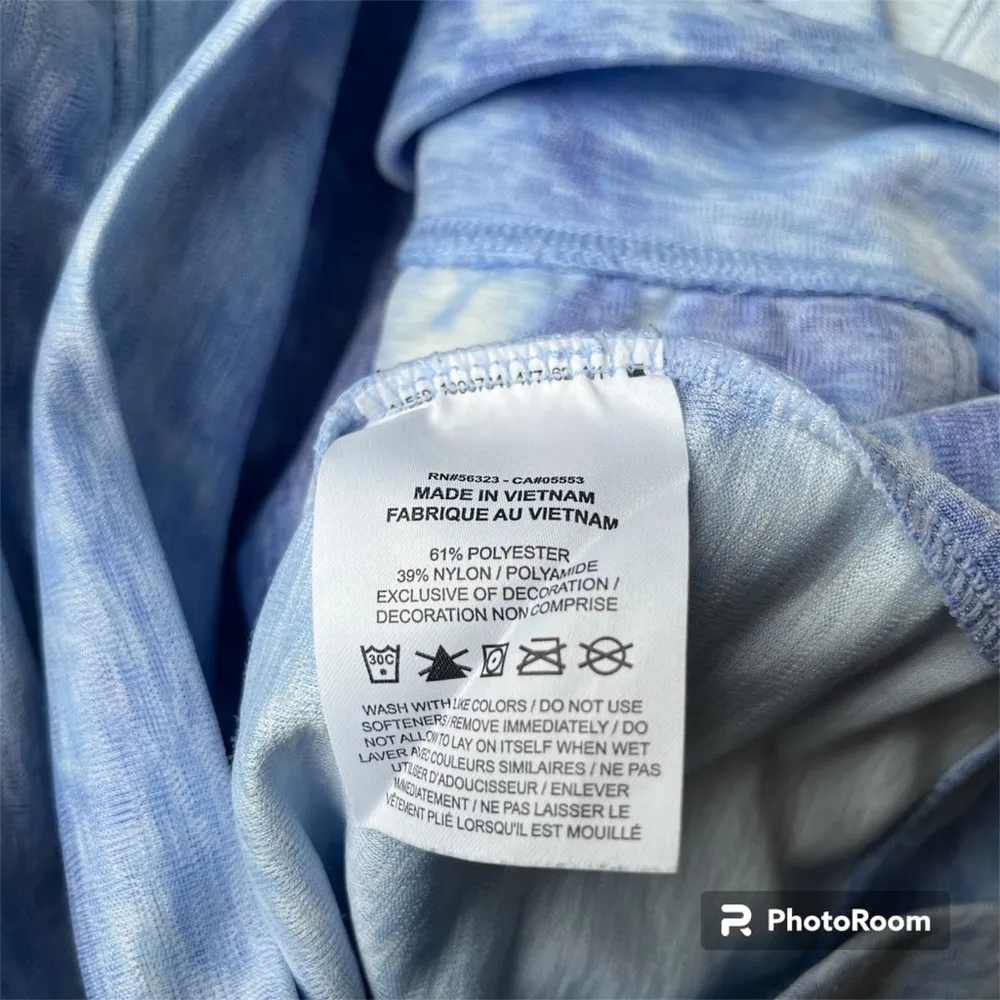 RN#56323 - CA#05553
MADE IN VIETNAM
FABRIQUE AU VIETNAM
61% POLYESTER
39% NYLON / POLYAMIDE
EXCLUSIVE OF DECORATION /
DECORATION NON COMPRISE
30C
WASH WITH LIKE COLORS / DO NOT USE
SOFTENERS/REMOVE IMMEDIATELY / DO
NOT ALLOW TO LAY ON ITSELF WHEN WET
LAVER AVEC COULEURS SIMILAIRES / NE PAS
UTILISER D'ADOUCISSEUR / ENLEVER
IMMEDIATEMENT / NE PAS LAISSER LE
VÊTEMENT PLIÉ LORSQU'IL EST MOUILLÉ
PhotoRoom